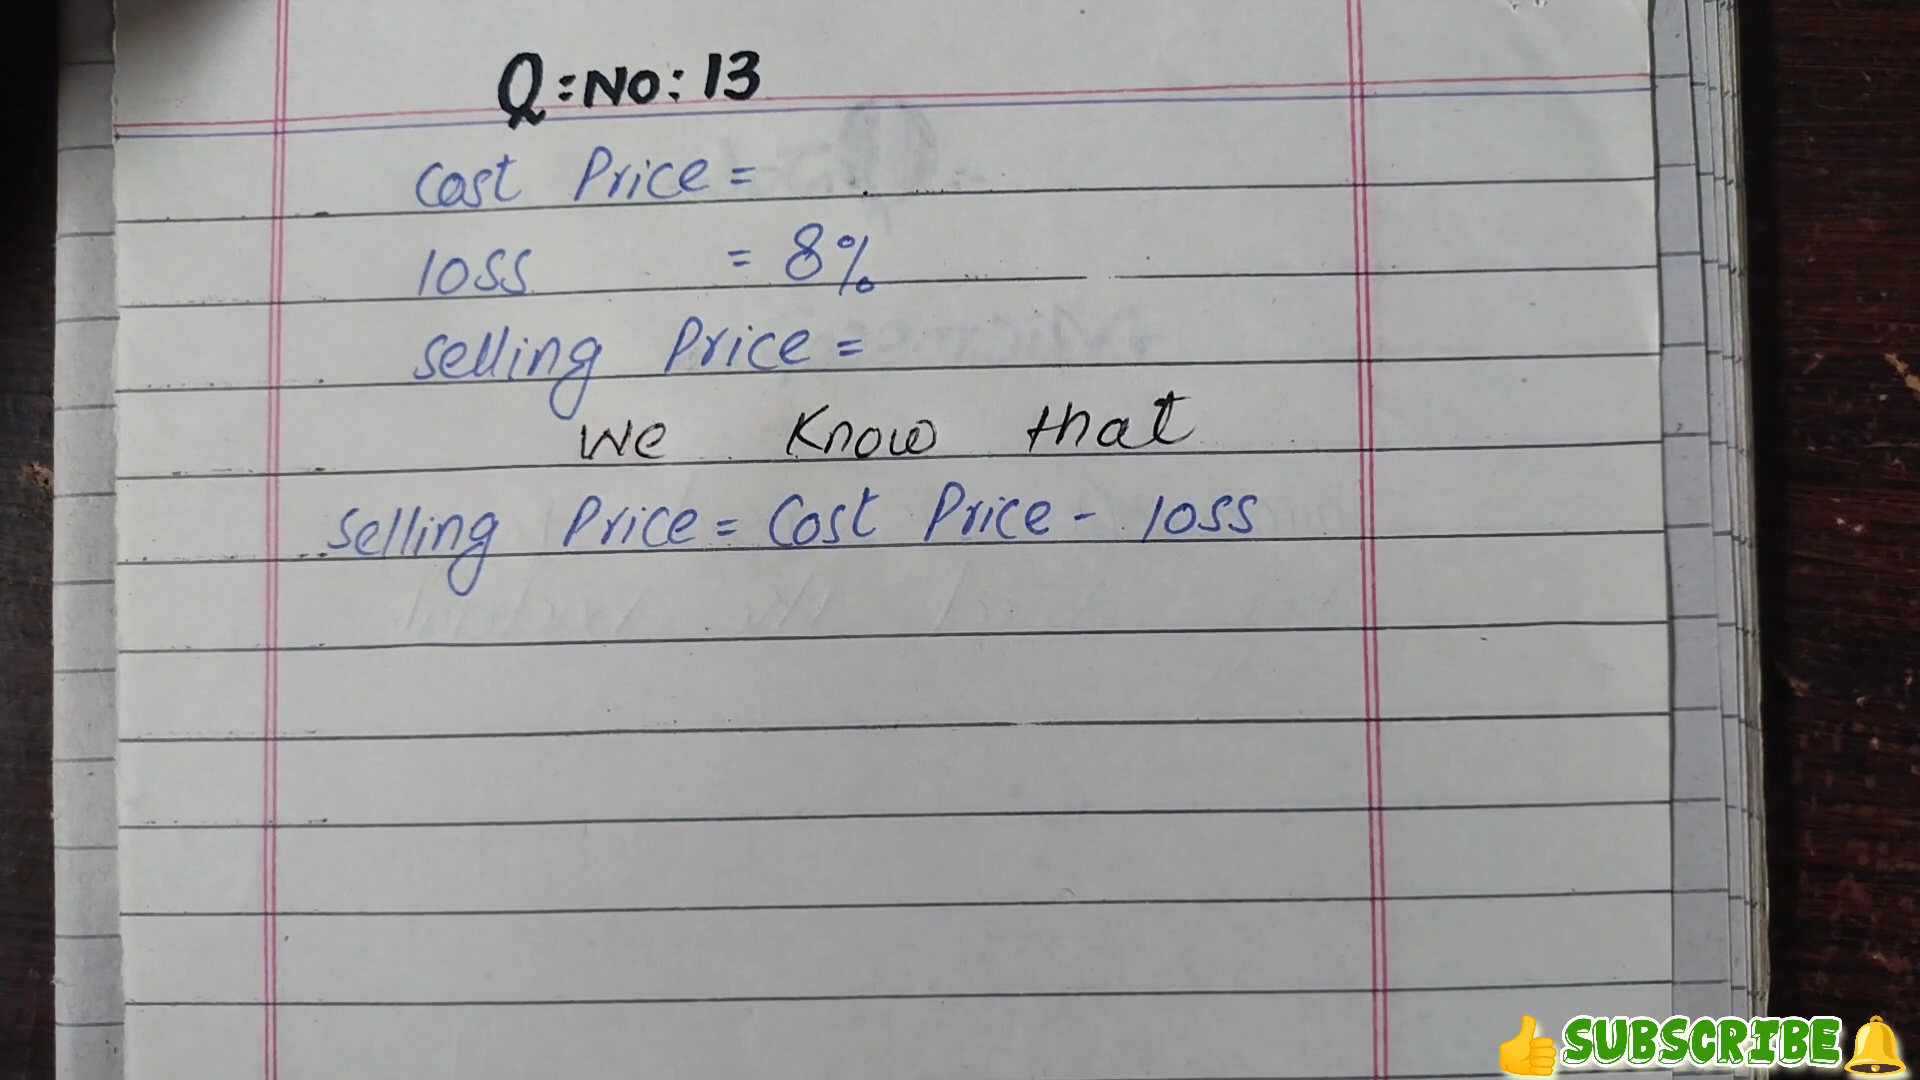 Q:No:13
Cost Price =
loss = 8%
Selling Price =
We Know that
Selling Price = Cost Price - loss
SUBSCRIBE